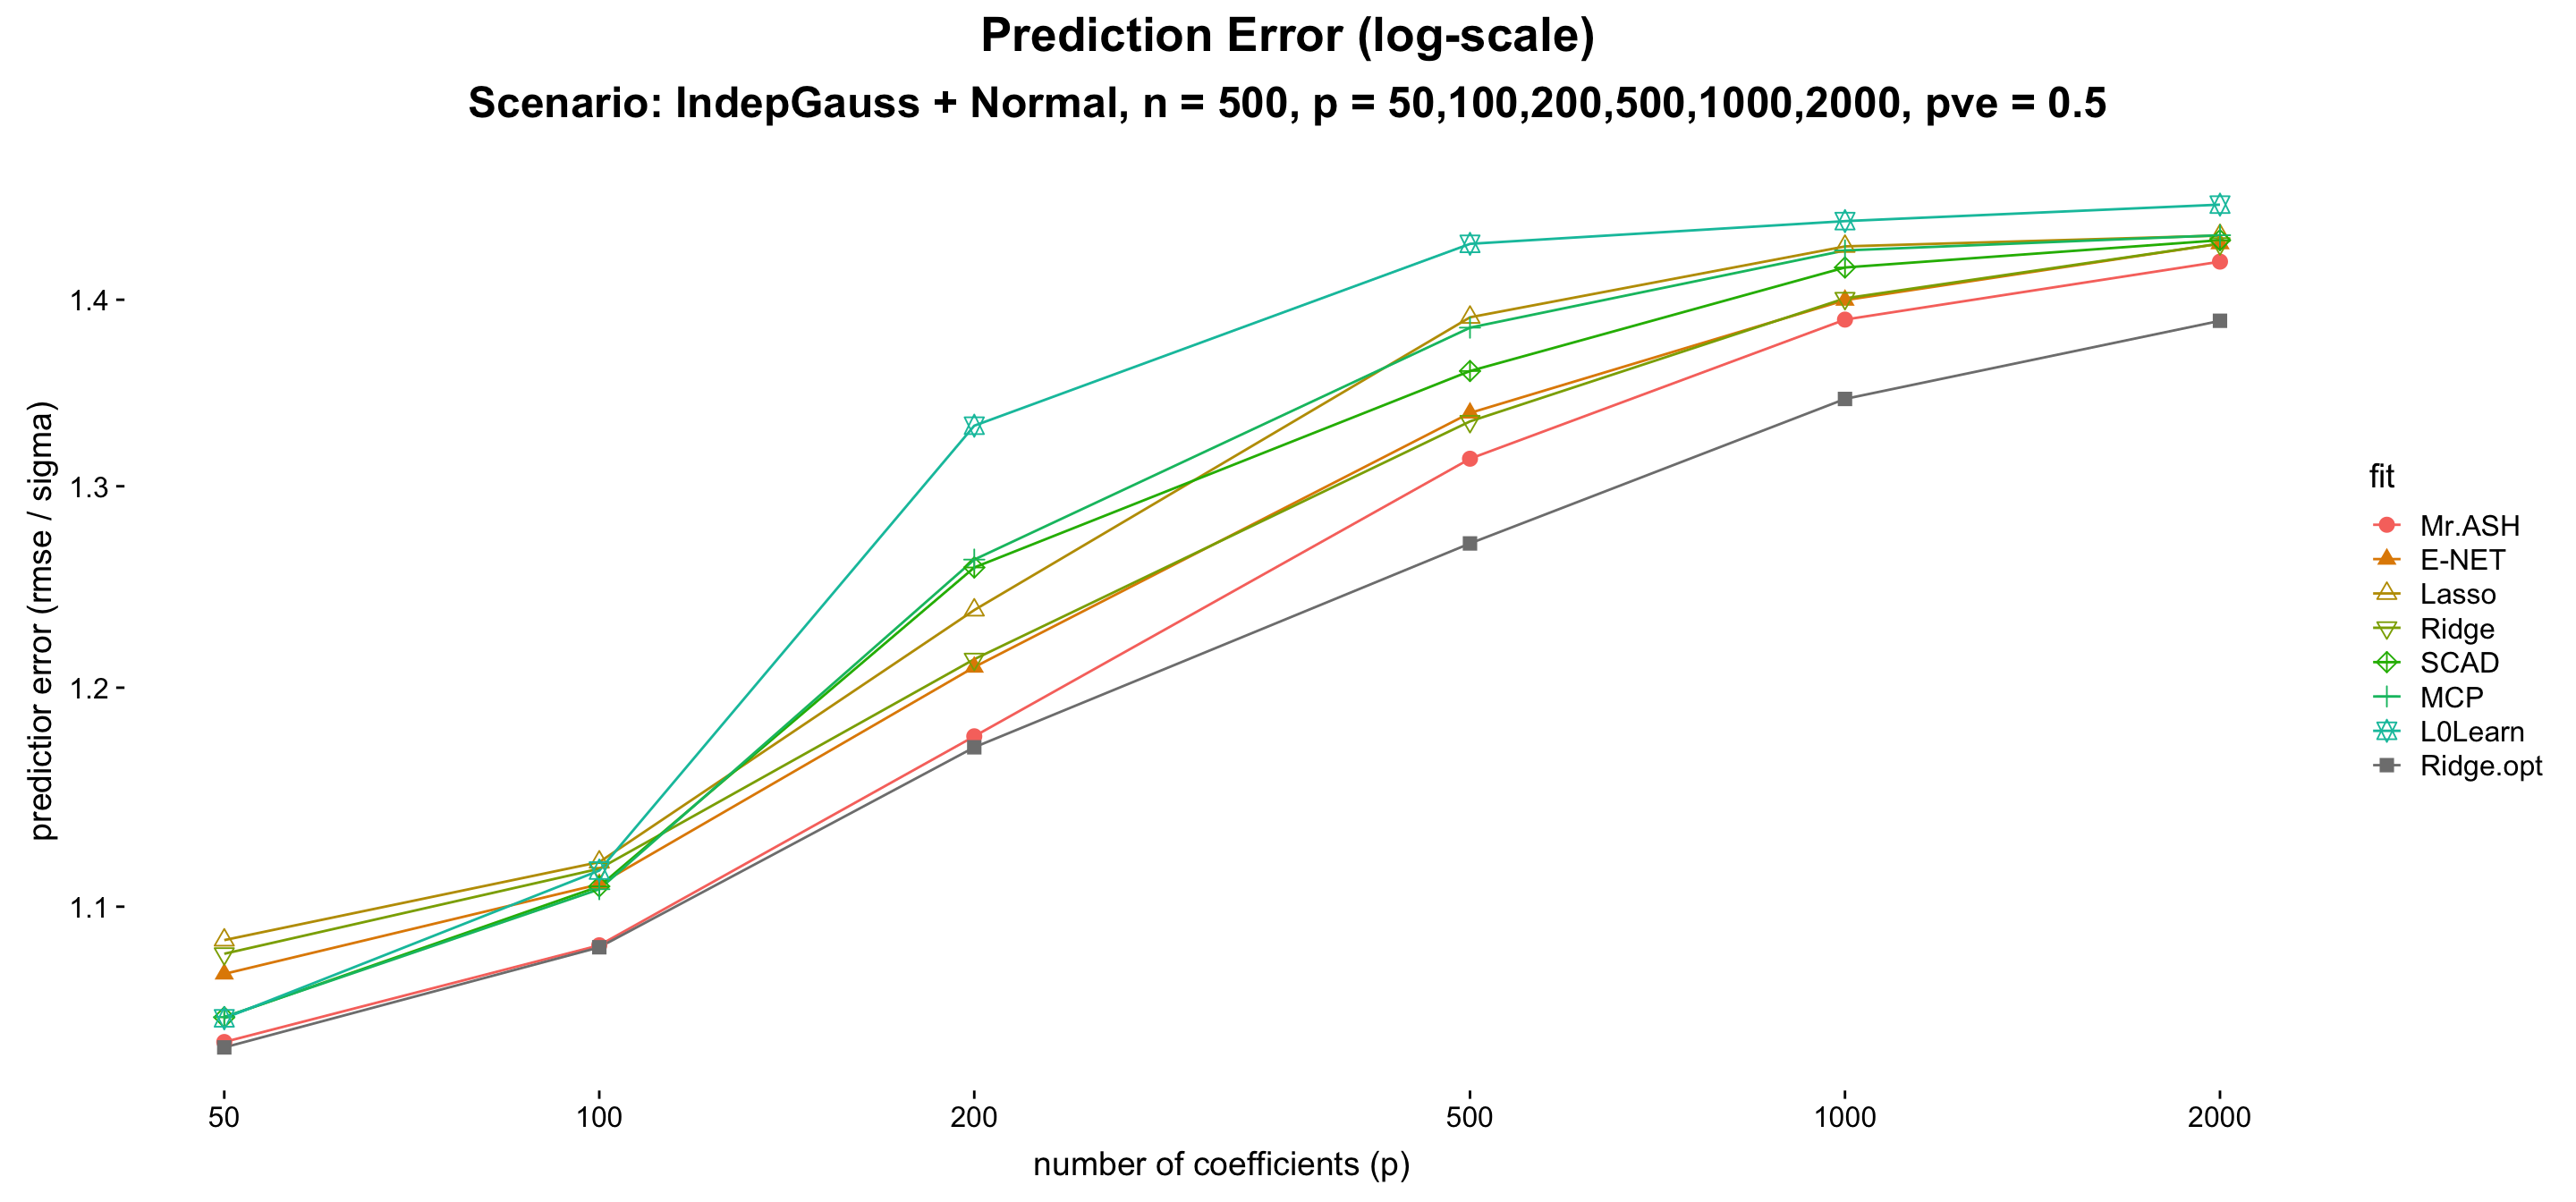 Prediction Error (log-scale)
Scenario: IndepGauss + Normal, n = 500, p = 50,100,200,500,1000,2000, pve = 0.5
predictior error (rmse / sigma)
1.4
1.3
1.2
1.1
50 100 200 500 1000 2000
number of coefficients (p)
fit
Mr.ASH
E-NET
Lasso
Ridge
SCAD
MCP
L0Learn
Ridge.opt